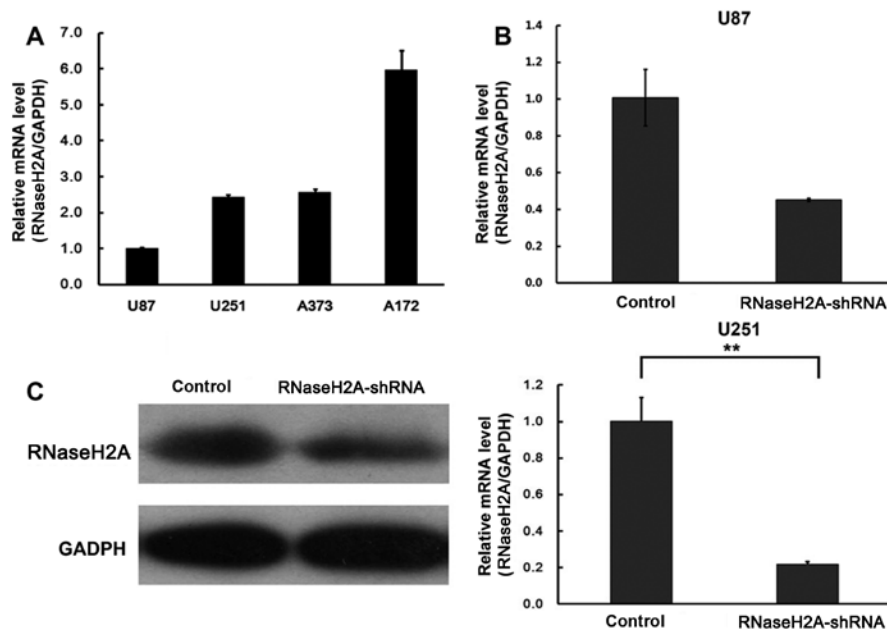 A
Relative mRNA level
(RNaseH2A/GAPDH)
7.0
6.0
5.0
4.0
3.0
2.0
1.0
0.0
U87
U251
A373
A172
B
U87
Relative mRNA level
(RNaseH2A/GAPDH)
1.4
1.2
1.0
0.8
0.6
0.4
0.2
0.0
Control
RNaseH2A-shRNA
C
Control
RNaseH2A-shRNA
RNaseH2A
GADPH
U251
**
Relative mRNA level
(RNaseH2A/GAPDH)
1.2
1.0
0.8
0.6
0.4
0.2
0.0
Control
RNaseH2A-shRNA